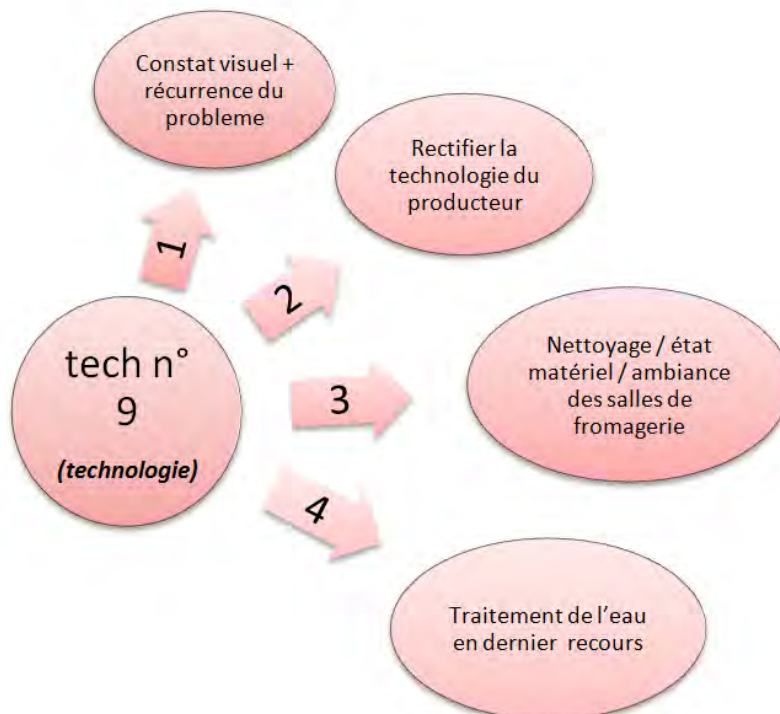 Constat visuel +
récurrence du
probleme
Rectifier la
technologie du
producteur
1
2
tech n°
9
(technologie)
3
Nettoyage / état
matériel / ambiance
des salles de
fromagerie
4
Traitement de l'eau
en dernier recours